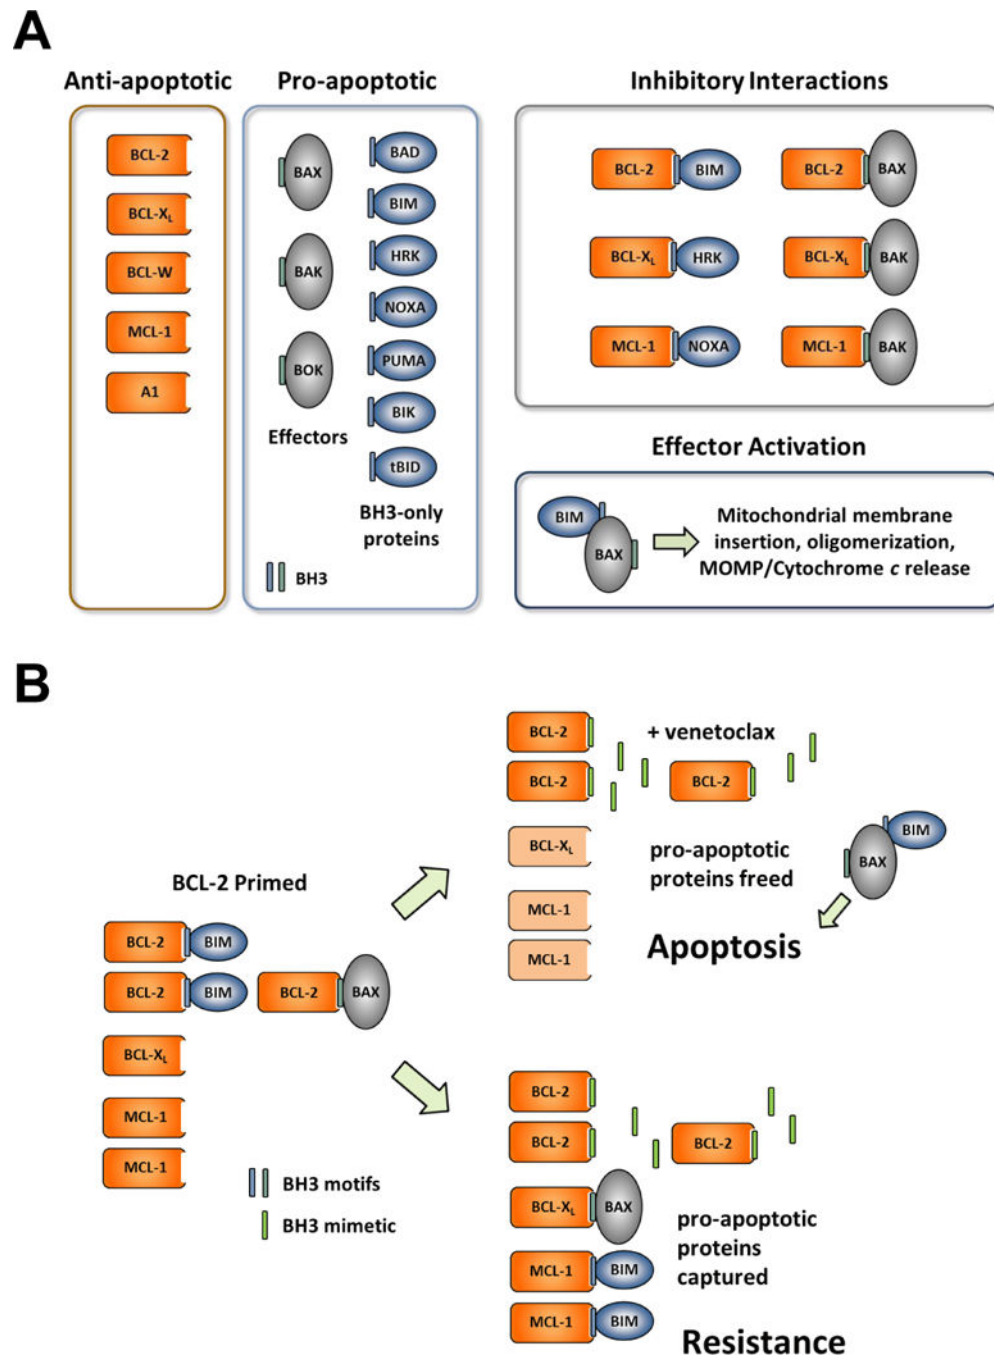 A
Anti-apoptotic
BCL-2
BCL-XL
BCL-W
MCL-1
A1
Pro-apoptotic
BAX
BAK
BOK
Effectors
BAD
BIM
HRK
NOXA
PUMA
BIK
tBID
BH3-only
proteins
BH3
Inhibitory Interactions
BCL-2 BIM
BCL-2 BAX
BCL-XL HRK
BCL-XL BAK
MCL-1 NOXA
MCL-1 BAK
Effector Activation
BIM
BAX
Mitochondrial membrane
insertion, oligomerization,
MOMP/Cytochrome c release
B
BCL-2 Primed
BCL-2 BIM
BCL-2 BIM
BCL-2 BAX
BCL-XL
MCL-1
MCL-1
BH3 motifs
BH3 mimetic
BCL-2
+ venetoclax
BCL-2
BCL-2
BCL-XL
MCL-1
MCL-1
pro-apoptotic
proteins freed
BIM
BAX
Apoptosis
BCL-2
BCL-2
BCL-2
BCL-XL BAX
MCL-1 BIM
MCL-1 BIM
pro-apoptotic
proteins
captured
Resistance